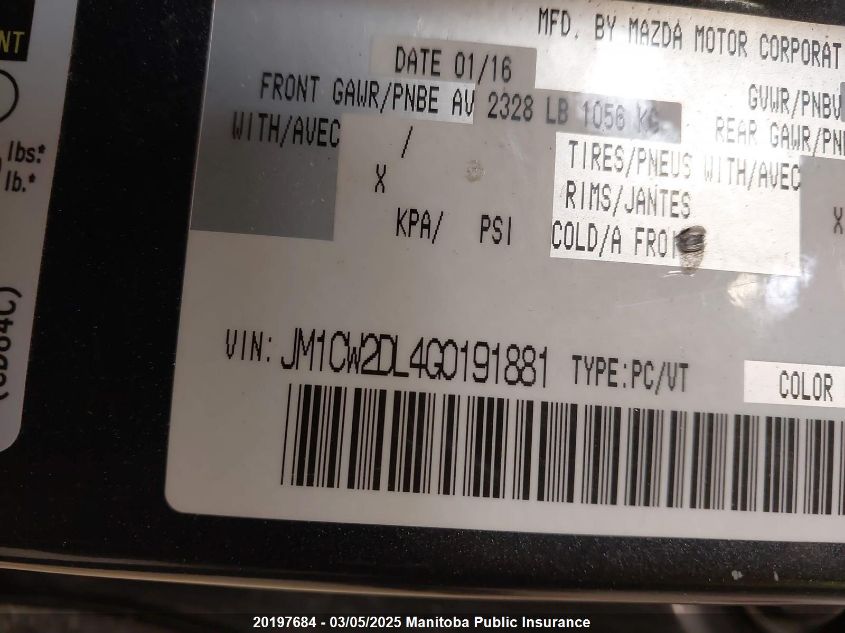 NT
lbs:*
lb.*
MFD. BY MAZDA MOTOR CORPORAT
DATE 01/16
FRONT GAWR/PNBE AV 2328 LB 1056 KG
GVWR/PNBV
WITH/AVEC /
REAR GAWR/PN
TIRES/PNEUS WITH/AVEC
X
RIMS/JANTES
X
KPA/ PSI
COLD/A FROI
VIN: JM1CW2DL4G0191881 TYPE:PC/VT
COLOR
20197684 - 03/05/2025 Manitoba Public Insurance